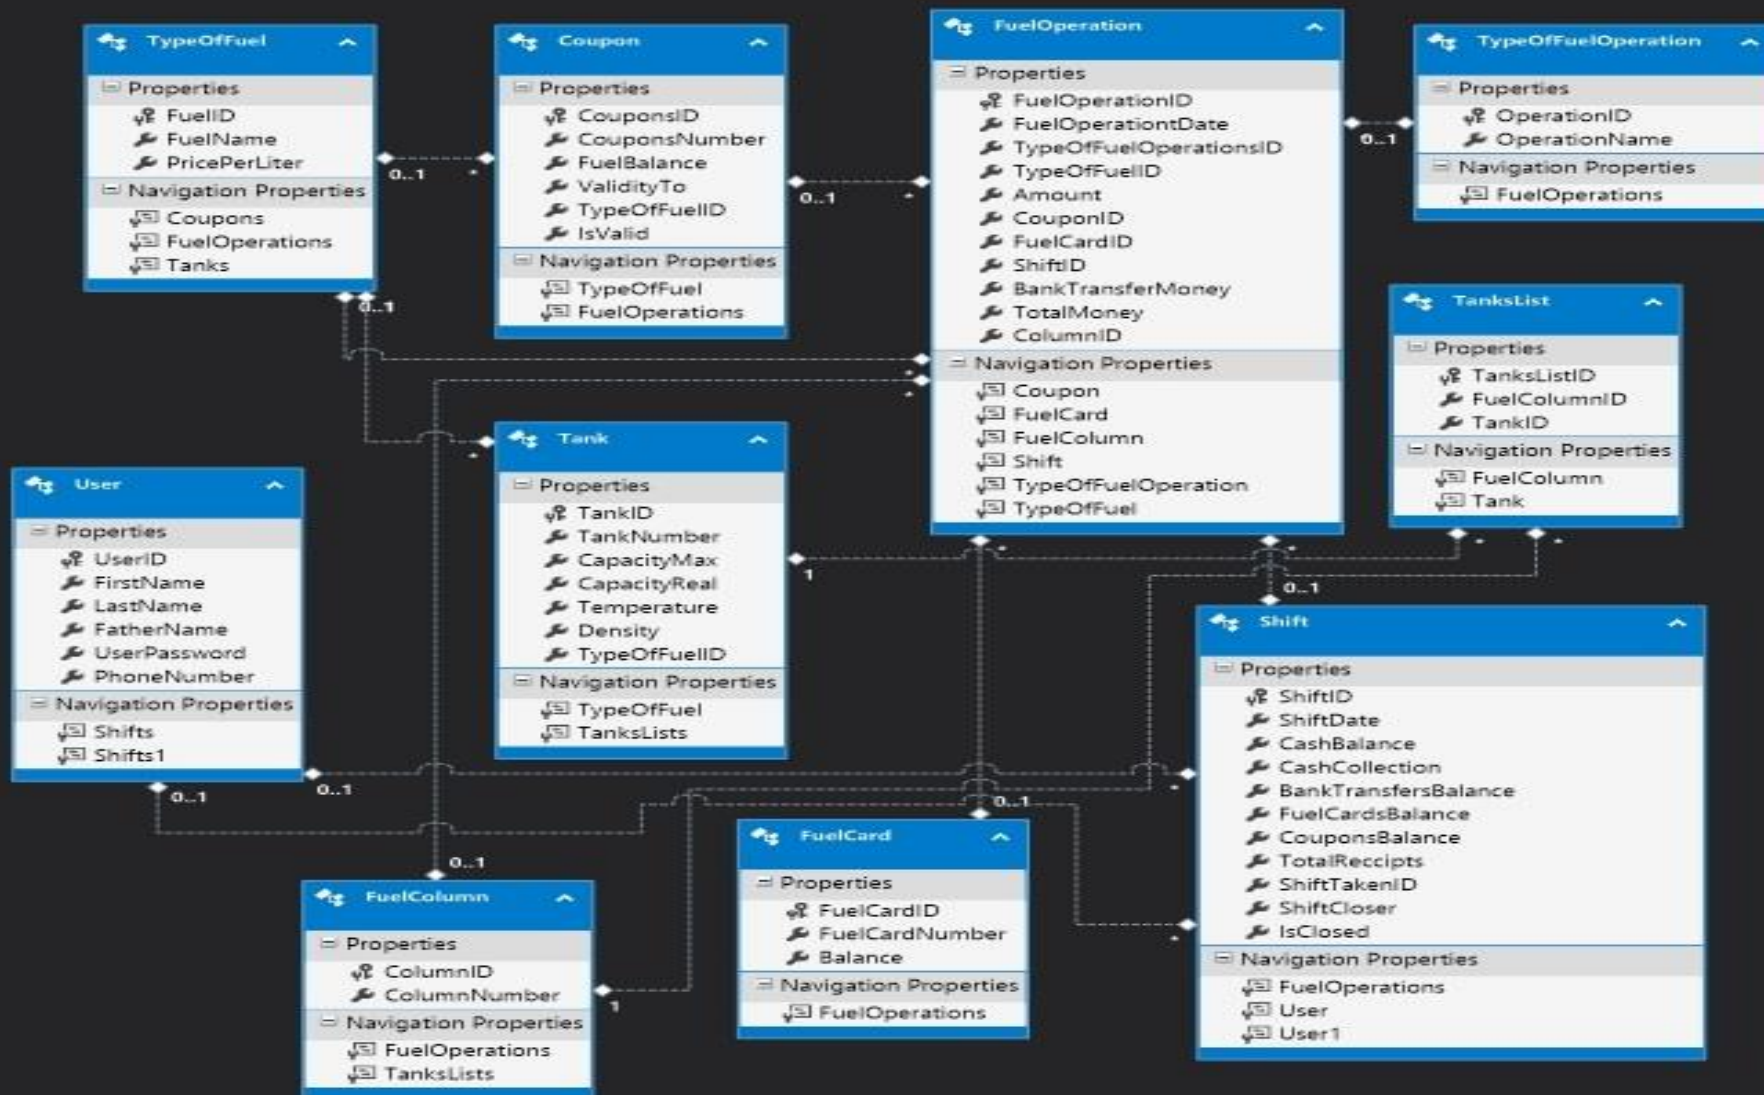 TypeOfFuel
Properties
FuelID
FuelName
PricePerLiter
Navigation Properties
Coupons
FuelOperations
Tanks
0..1
*
0..1
Coupon
Properties
CouponsID
CouponsNumber
FuelBalance
ValidityTo
TypeOfFuelID
IsValid
Navigation Properties
TypeOfFuel
FuelOperations
0..1
*
FuelOperation
Properties
FuelOperationID
FuelOperationtDate
TypeOfFuelOperationsID
TypeOfFuelID
Amount
CouponID
FuelCardID
ShiftID
BankTransferMoney
TotalMoney
ColumnID
Navigation Properties
Coupon
FuelCard
FuelColumn
Shift
TypeOfFuelOperation
TypeOfFuel
*
*
*
*
0..1
TypeOfFuelOperation
Properties
OperationID
OperationName
Navigation Properties
FuelOperations
TanksList
Properties
TanksListID
FuelColumnID
TankID
Navigation Properties
FuelColumn
Tank
*
*
User
Properties
UserID
FirstName
LastName
FatherName
UserPassword
PhoneNumber
Navigation Properties
Shifts
Shifts1
0..1
0..1
*
Tank
Properties
TankID
TankNumber
CapacityMax
CapacityReal
Temperature
Density
TypeOfFuelID
Navigation Properties
TypeOfFuel
TanksLists
1
0..1
Shift
Properties
ShiftID
ShiftDate
CashBalance
CashCollection
BankTransfersBalance
FuelCardsBalance
CouponsBalance
TotalReccipts
ShiftTakenID
ShiftCloser
IsClosed
Navigation Properties
FuelOperations
User
User1
*
*
0..1
FuelColumn
Properties
ColumnID
ColumnNumber
Navigation Properties
FuelOperations
TanksLists
1
0..1
FuelCard
Properties
FuelCardID
FuelCardNumber
Balance
Navigation Properties
FuelOperations